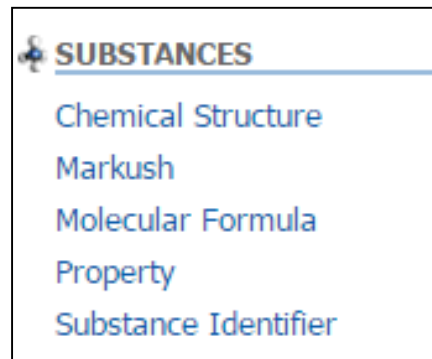 SUBSTANCES
Chemical Structure
Markush
Molecular Formula
Property
Substance Identifier